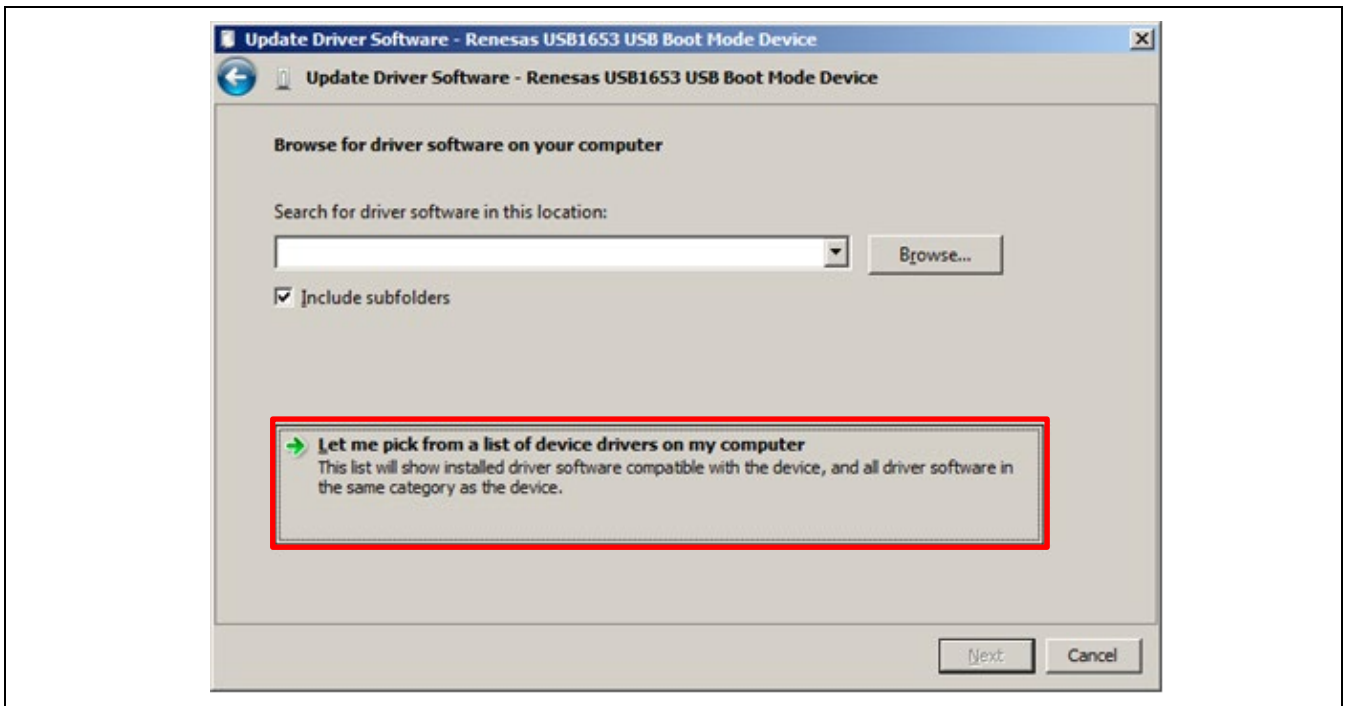 Update Driver Software - Renesas USB1653 USB Boot Mode Device
Update Driver Software - Renesas USB1653 USB Boot Mode Device
Browse for driver software on your computer
Search for driver software in this location:
Browse...
Include subfolders
Let me pick from a list of device drivers on my computer
This list will show installed driver software compatible with the device, and all driver software in
the same category as the device.
Next
Cancel